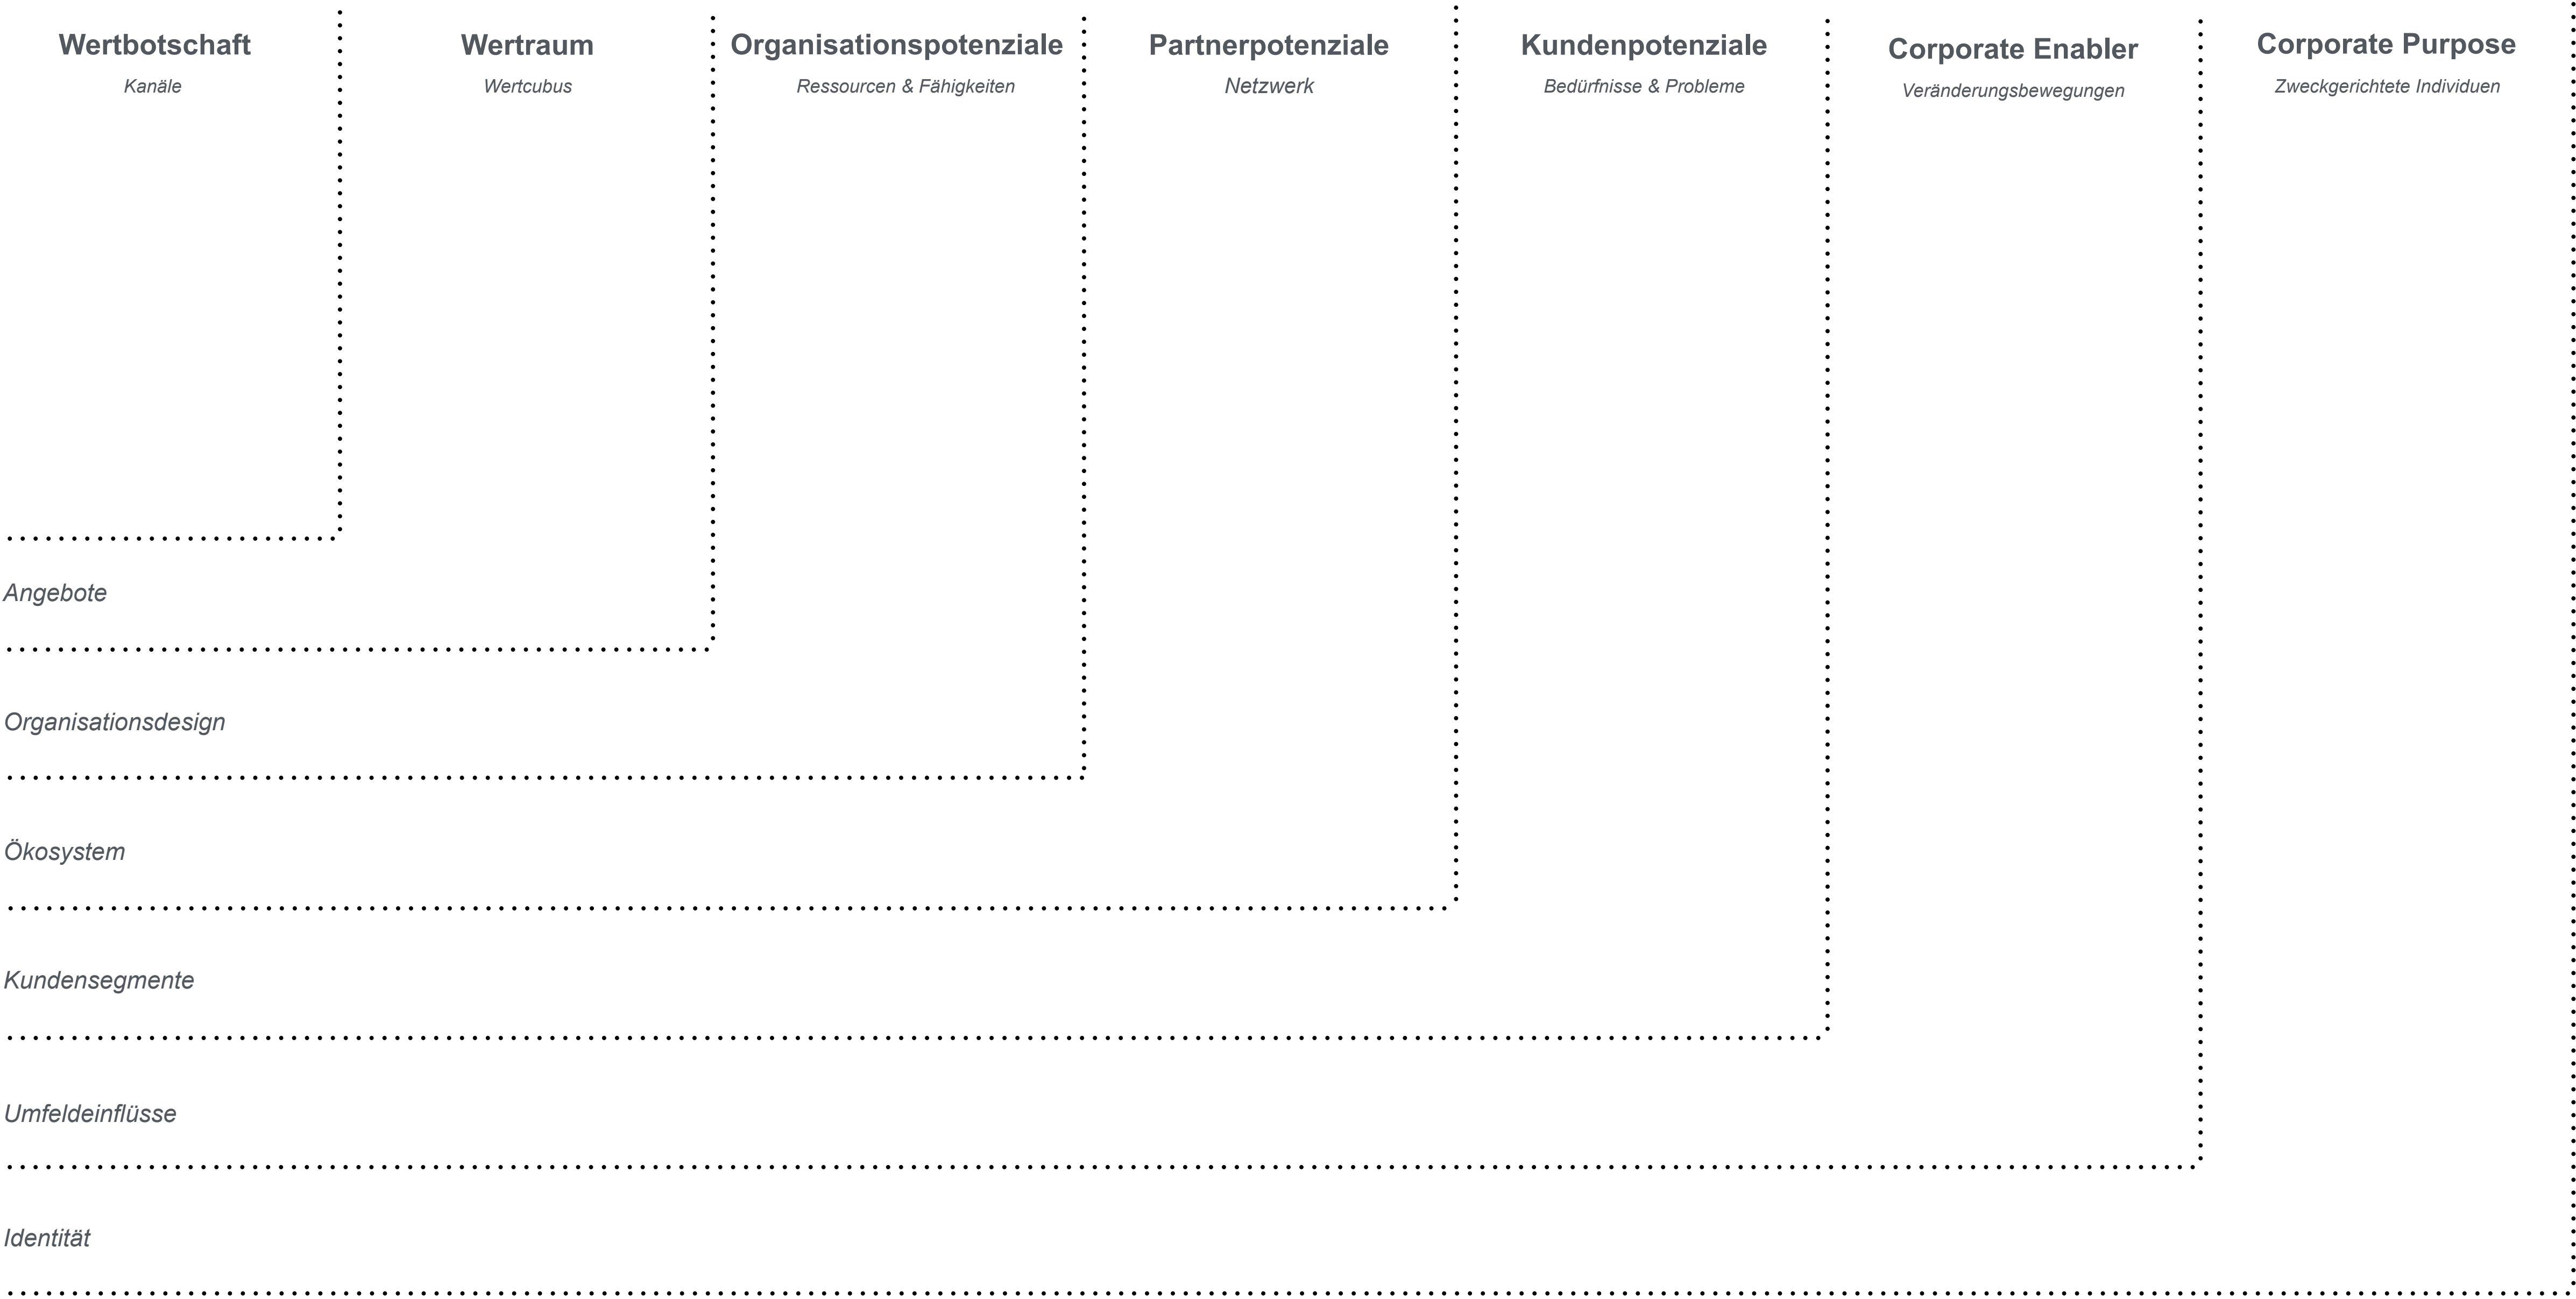 Wertbotschaft
Kanäle
Wertraum
Wertcubus
Organisationspotenziale
Ressourcen & Fähigkeiten
Partnerpotenziale
Netzwerk
Kundenpotenziale
Bedürfnisse & Probleme
Corporate Enabler
Veränderungsbewegungen
Corporate Purpose
Zweckgerichtete Individuen
Angebote
Organisationsdesign
Ökosystem
Kundensegmente
Umfeldeinflüsse
Identität